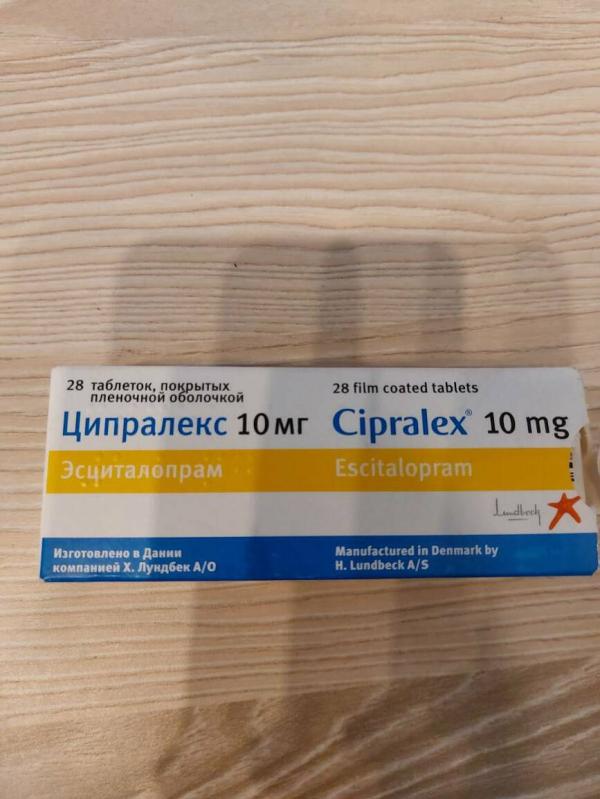 28 таблеток, покрытых
пленочной оболочкой
Ципралекс 10 мг
Эсциталопрам
Изготовлено в Дании
компанией Х. Лундбек А/О
28 film coated tablets
Cipralex® 10 mg
Escitalopram
Lundbeck
Manufactured in Denmark by
H. Lundbeck A/S